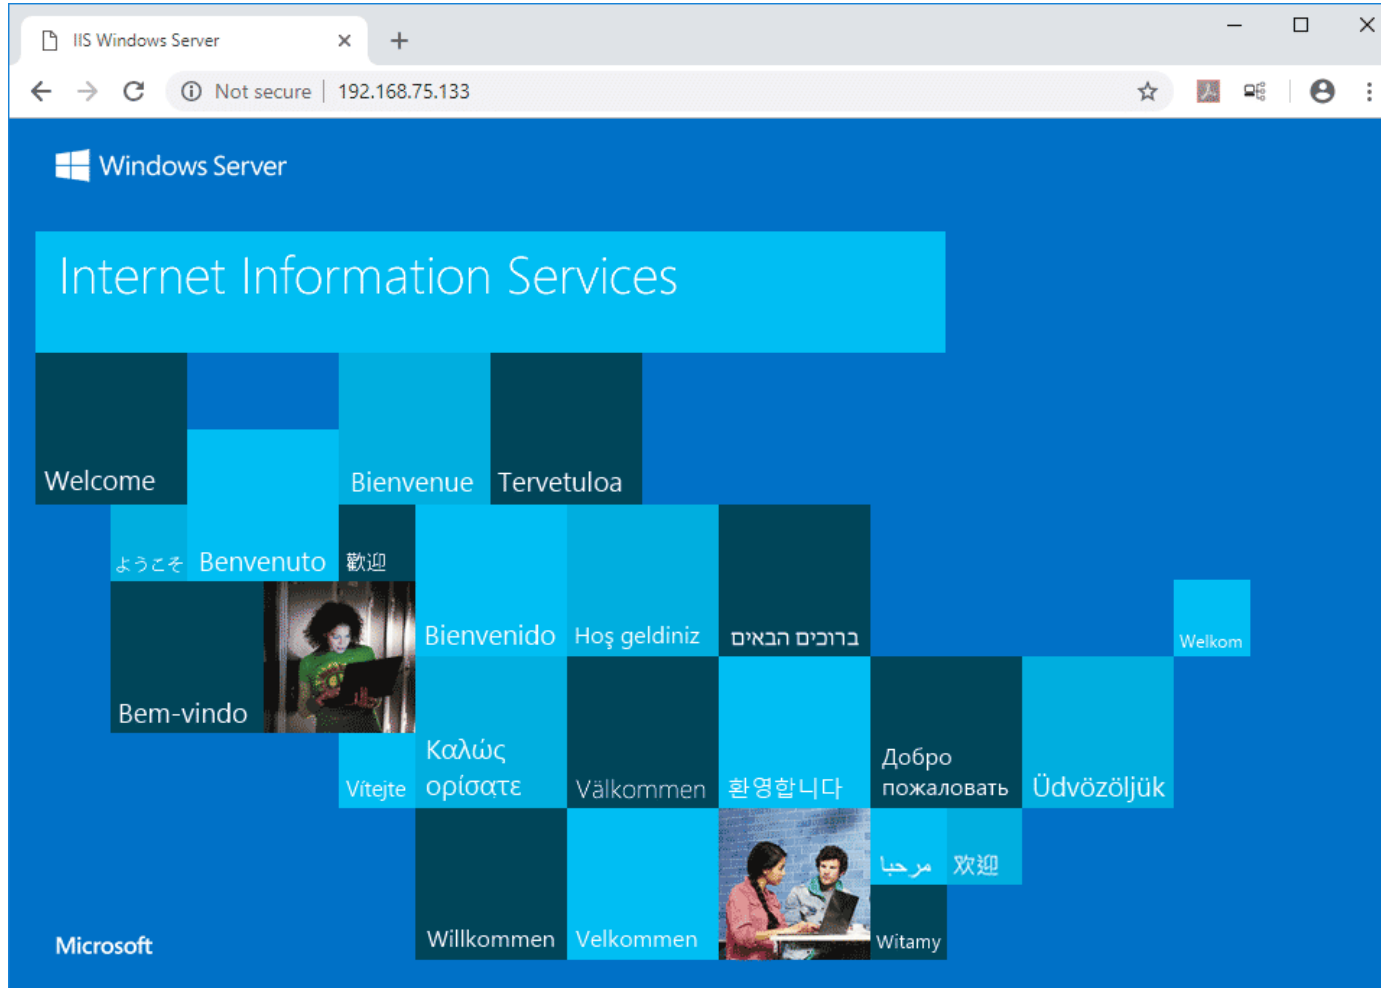 IIS Windows Server
Not secure
192.168.75.133
Windows Server
Internet Information Services
Welcome
Bienvenue
Tervetuloa
ようこそ
Benvenuto
歡迎
Bienvenido
Hoş geldiniz
ברוכים הבאים
Welkom
Bem-vindo
Vítejte
Καλώς
ορίσατε
Välkommen
환영합니다
Добро
пожаловать
Üdvözöljük
مرحبا
欢迎
Willkommen
Velkommen
Witamy
Microsoft